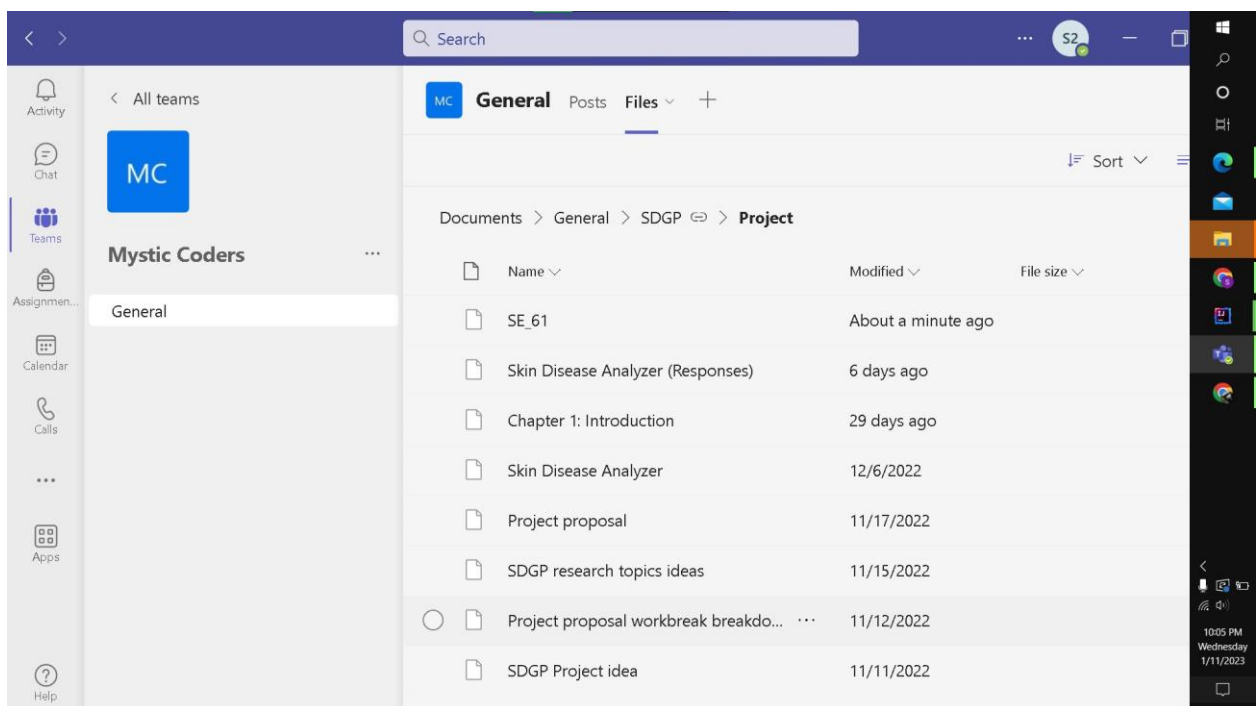 Search
...
S2
Activity
Chat
Teams
Assignmen...
Calendar
Calls
...
Apps
Help
All teams
MC
Mystic Coders
...
General
MC
General Posts Files
Sort
Documents > General > SDGP > Project
Name Modified File size
SE_61 About a minute ago
Skin Disease Analyzer (Responses) 6 days ago
Chapter 1: Introduction 29 days ago
Skin Disease Analyzer 12/6/2022
Project proposal 11/17/2022
SDGP research topics ideas 11/15/2022
Project proposal workbreak breakdo... ... 11/12/2022
SDGP Project idea 11/11/2022
10:05 PM
Wednesday
1/11/2023